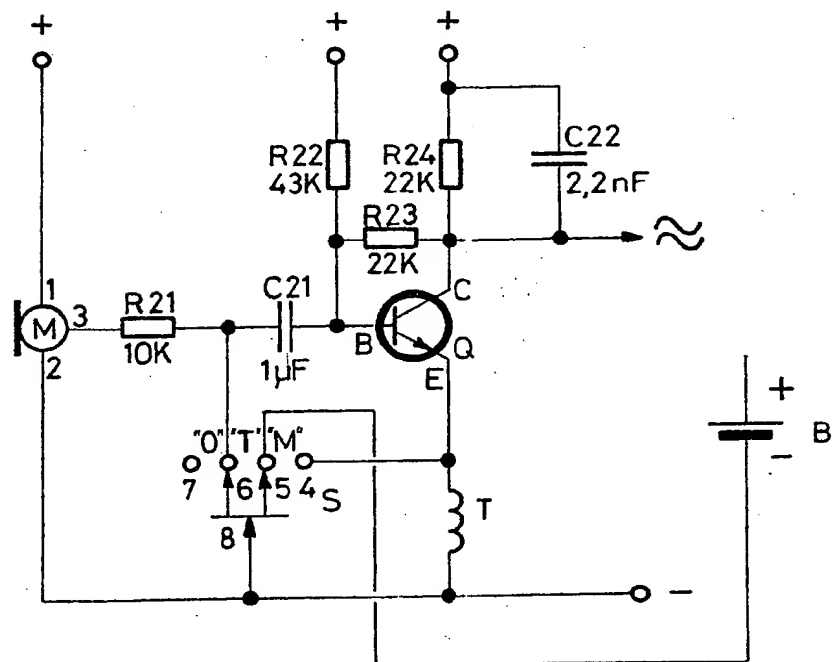 + + +
R22
43K
R24
22K
C22
2,2nF
R23
22K
≈
1
M 3
2
R21
10K
C21
1µF
B
C
Q
E
"O" "T" "M"
7 6 5 4 S
8
T
+
B
-
-